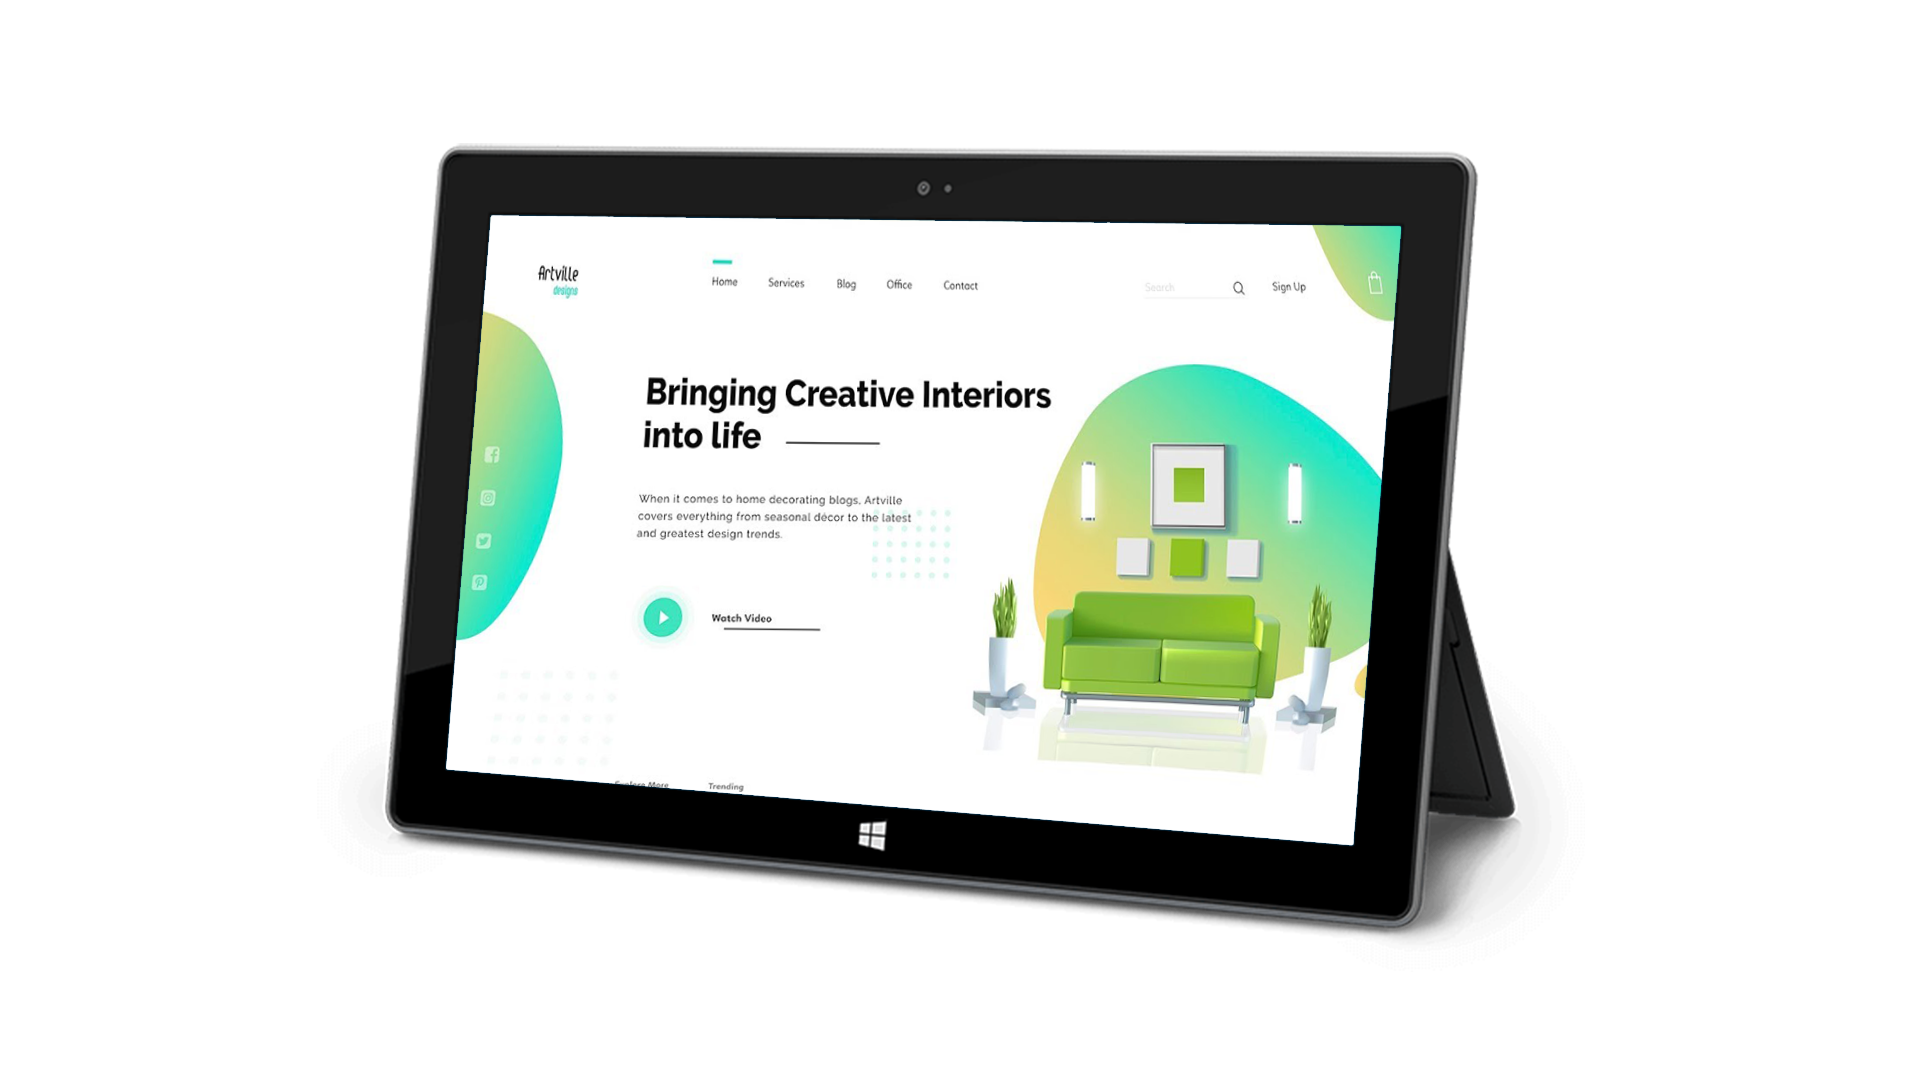 Artville
designs
Home Services Blog Office Contact
Search
Sign Up
Bringing Creative Interiors
into life
When it comes to home decorating blogs, Artville
covers everything from seasonal décor to the latest
and greatest design trends.
Watch Video
Explore More Trending